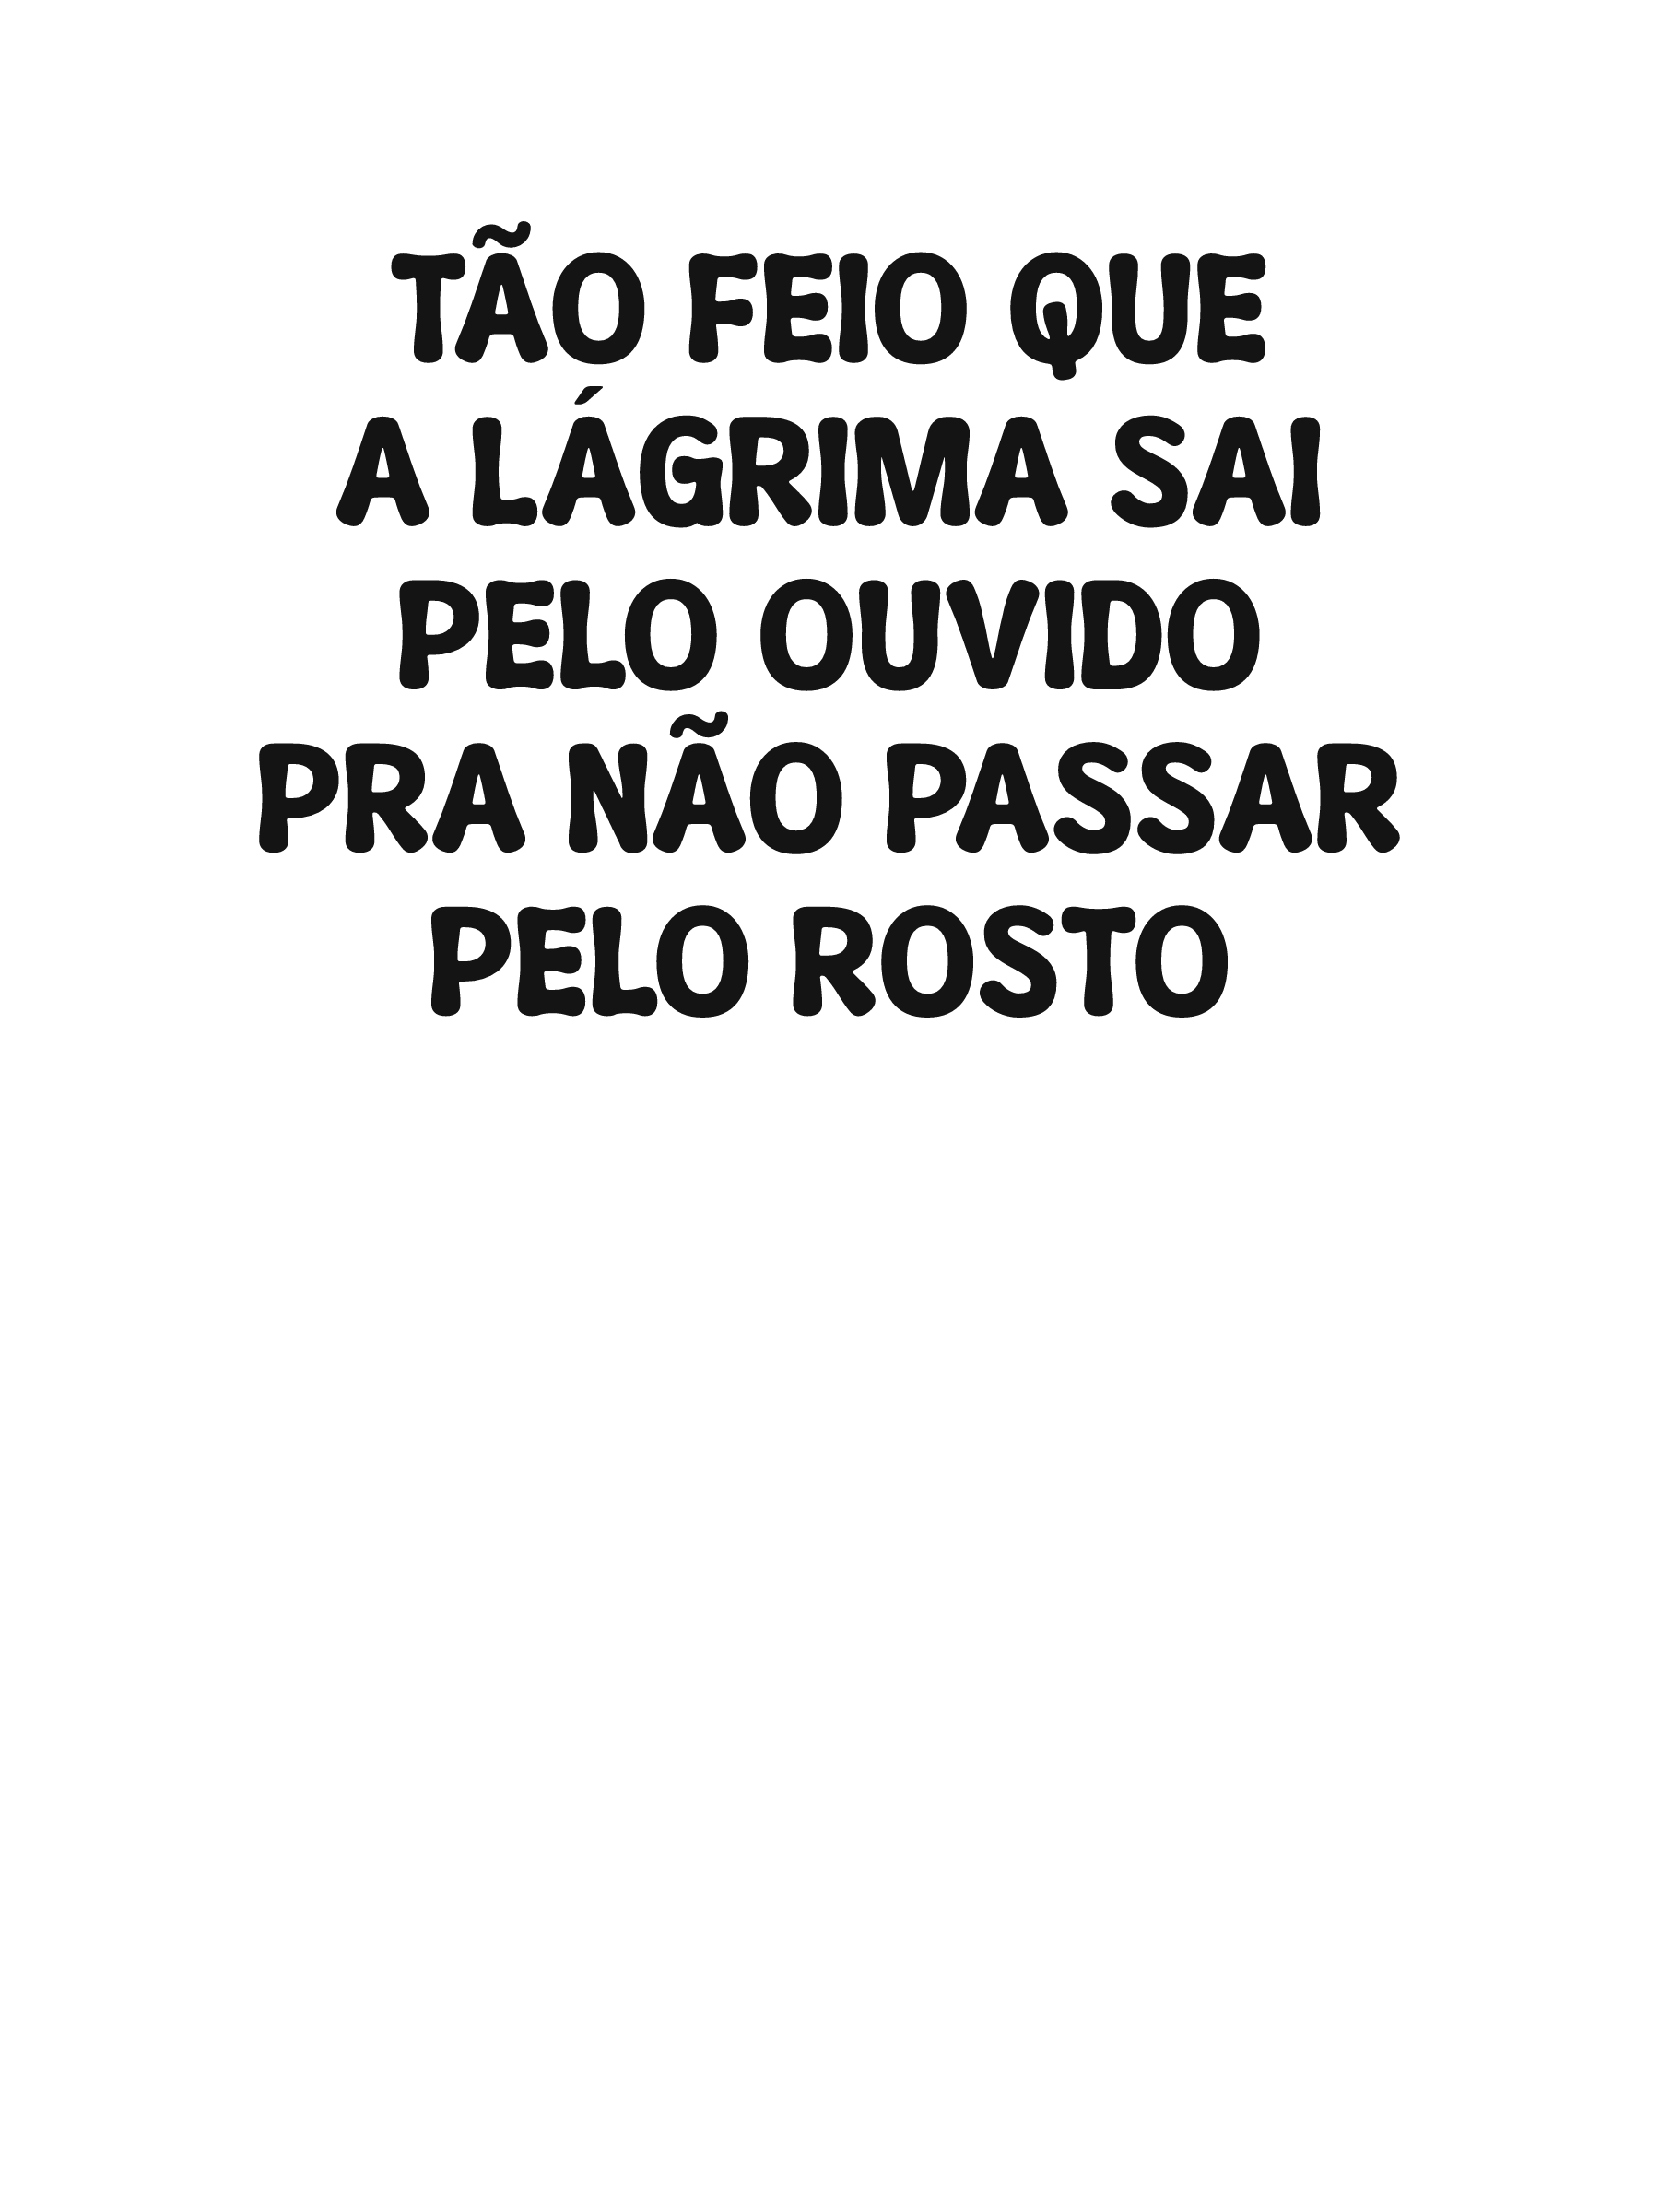 TÃO FEIO QUE
A LÁGRIMA SAI
PELO OUVIDO
PRA NÃO PASSAR
PELO ROSTO